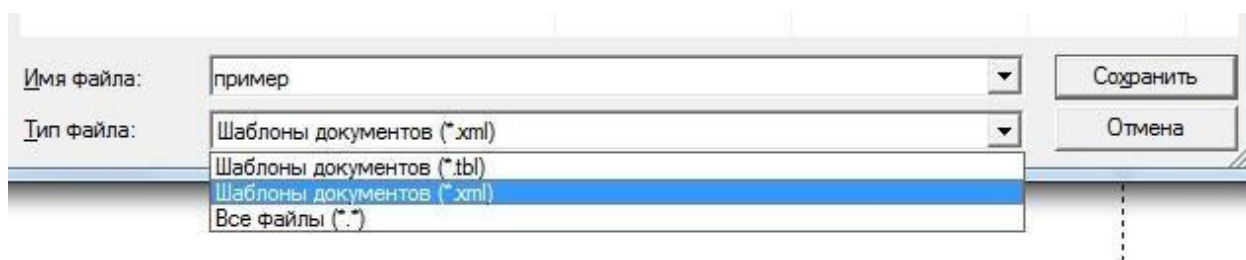 Имя файла: пример Сохранить
Тип файла: Шаблоны документов (*.xml) Отмена
Шаблоны документов (*.tbl)
Шаблоны документов (*.xml)
Все файлы (*.*)